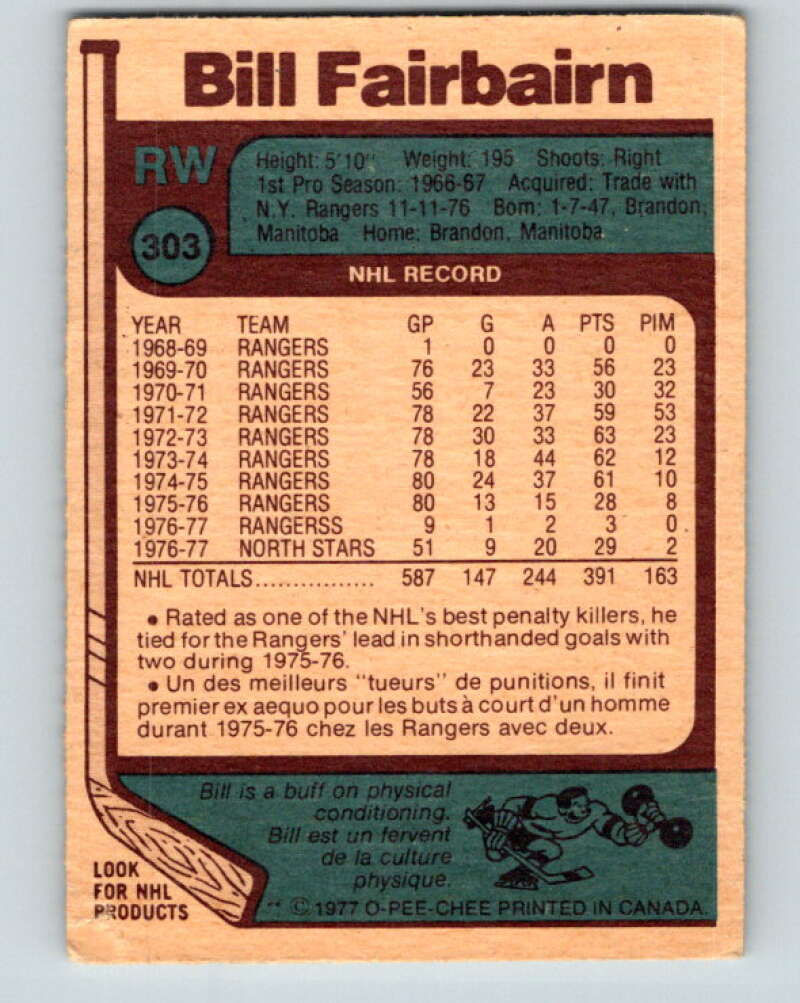 Bill Fairbairn
RW
Height: 5'10" Weight: 195 Shoots: Right
1st Pro Season: 1966-67 Acquired: Trade with
N.Y. Rangers 11-11-76 Born: 1-7-47, Brandon,
Manitoba Home: Brandon, Manitoba
303
NHL RECORD
YEAR TEAM GP G A PTS PIM
1968-69 RANGERS 1 0 0 0 0
1969-70 RANGERS 76 23 33 56 23
1970-71 RANGERS 56 7 23 30 32
1971-72 RANGERS 78 22 37 59 53
1972-73 RANGERS 78 30 33 63 23
1973-74 RANGERS 78 18 44 62 12
1974-75 RANGERS 80 24 37 61 10
1975-76 RANGERS 80 13 15 28 8
1976-77 RANGERSS 9 1 2 3 0
1976-77 NORTH STARS 51 9 20 29 2
NHL TOTALS................ 587 147 244 391 163
• Rated as one of the NHL's best penalty killers, he
tied for the Rangers' lead in shorthanded goals with
two during 1975-76.
• Un des meilleurs "tueurs" de punitions, il finit
premier ex aequo pour les buts à court d'un homme
durant 1975-76 chez les Rangers avec deux.
Bill is a buff on physical
conditioning.
Bill est un fervent
de la culture
physique.
LOOK
FOR NHL
PRODUCTS
** © 1977 O-PEE-CHEE PRINTED IN CANADA.